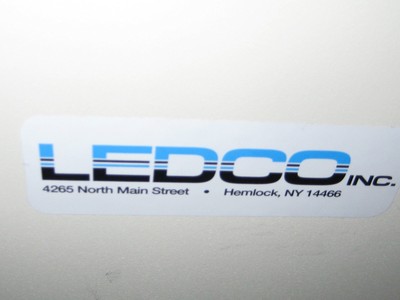 LEDCO INC.
4265 North Main Street • Hemlock, NY 14466